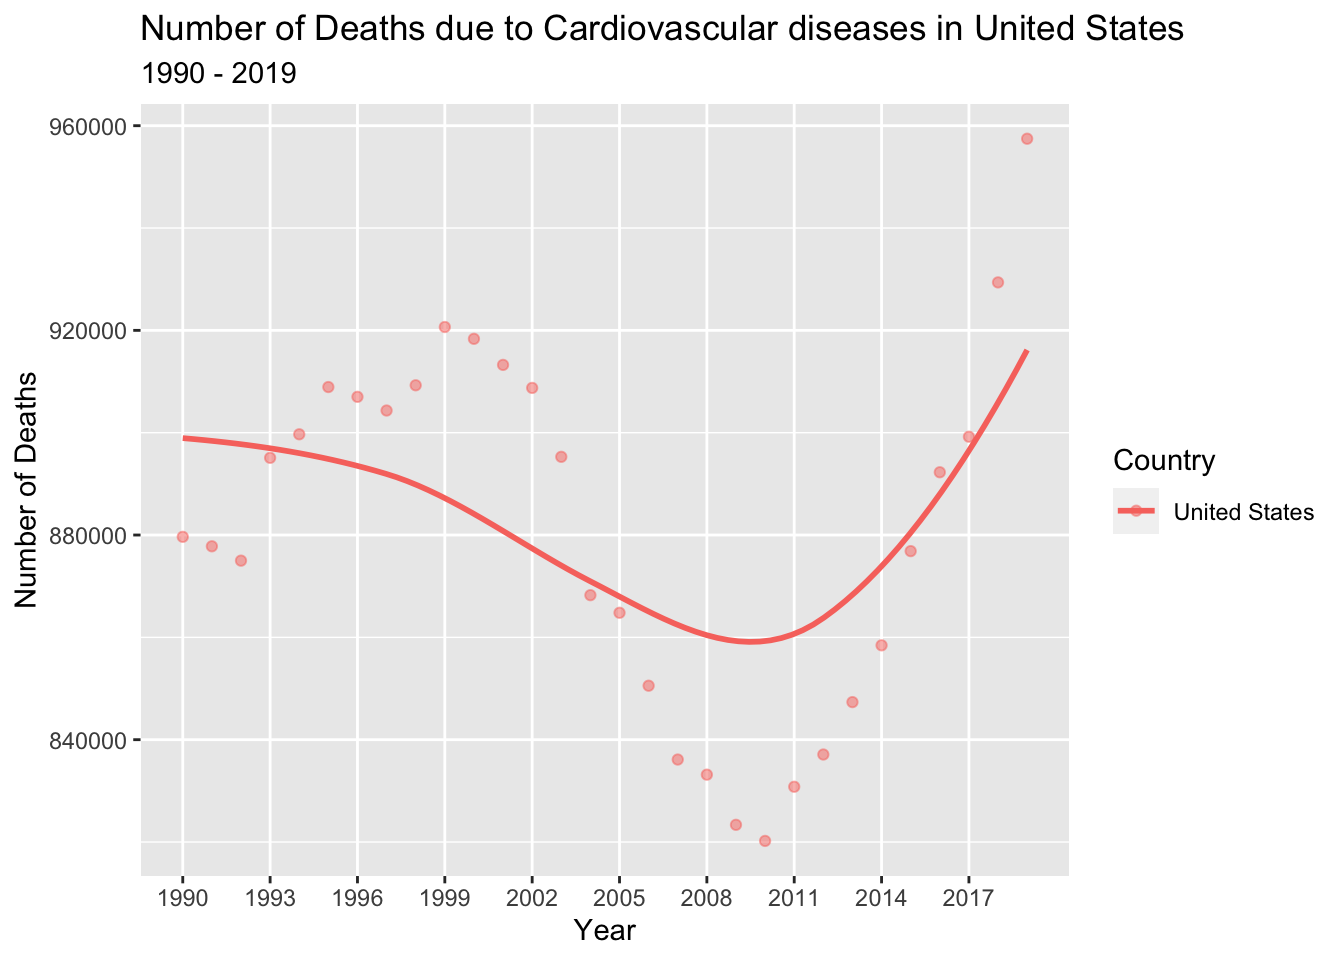 Number of Deaths due to Cardiovascular diseases in United States
1990 - 2019
Number of Deaths
960000
920000
880000
840000
1990 1993 1996 1999 2002 2005 2008 2011 2014 2017
Year
Country
United States